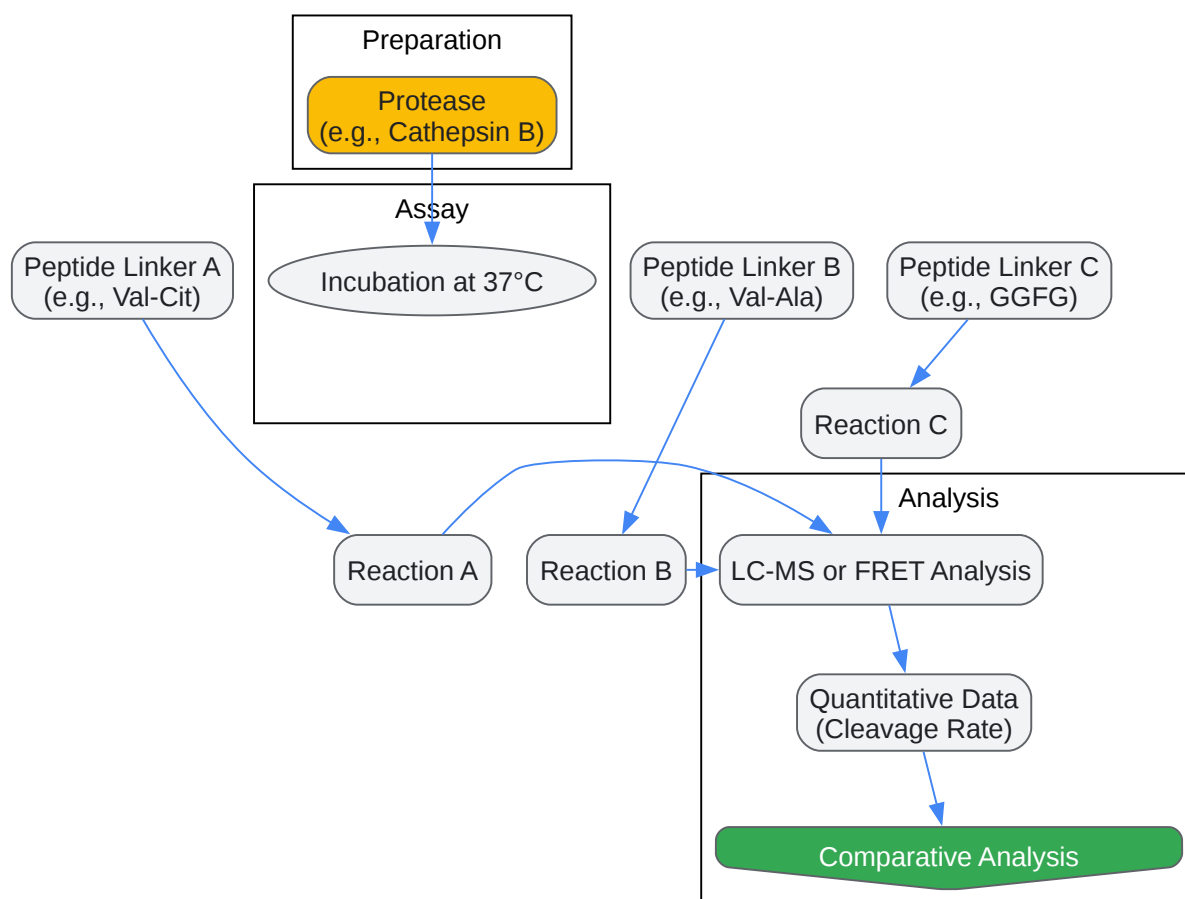 Preparation
Protease
(e.g., Cathepsin B)
Assay
Incubation at 37°C
Peptide Linker A
(e.g., Val-Cit)
Peptide Linker B
(e.g., Val-Ala)
Peptide Linker C
(e.g., GGFG)
Reaction C
Analysis
Reaction A
Reaction B
LC-MS or FRET Analysis
Quantitative Data
(Cleavage Rate)
Comparative Analysis